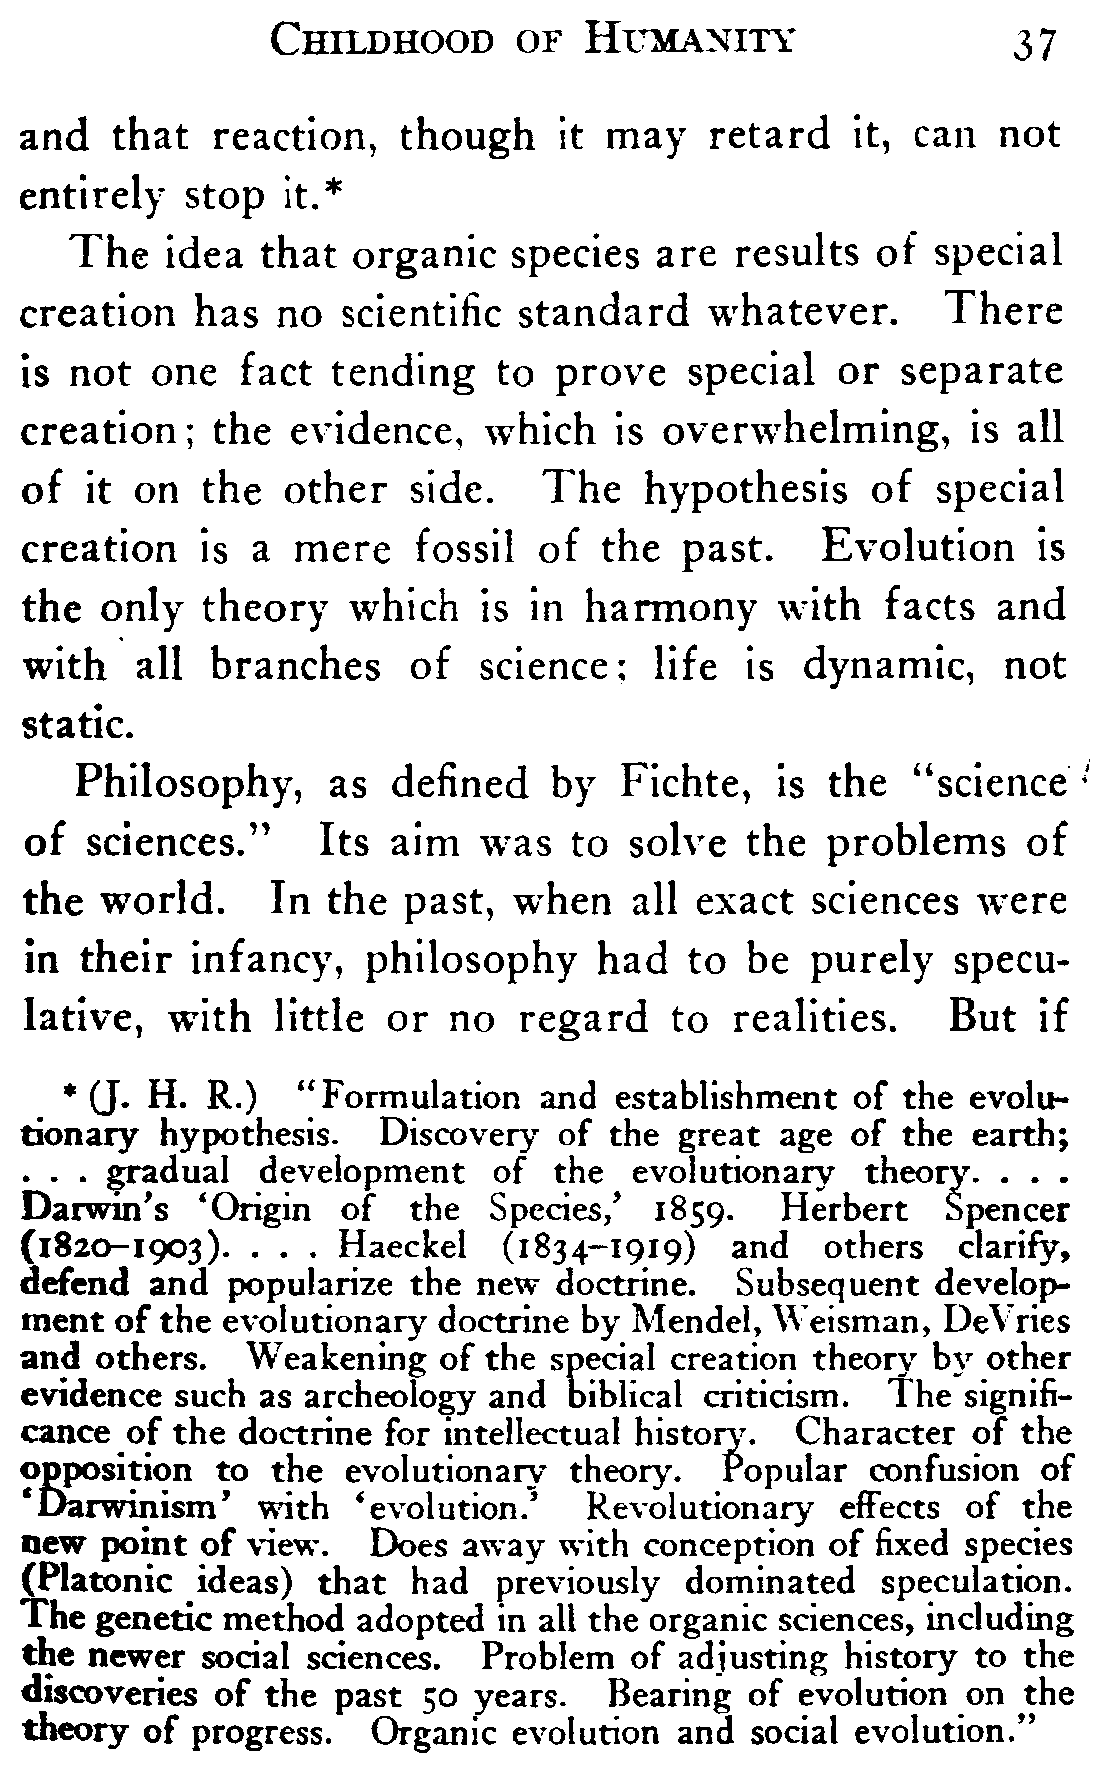 CHILDHOOD OF HUMANITY 37
and that reaction, though it may retard it, can not
entirely stop it.*
The idea that organic species are results of special
creation has no scientific standard whatever. There
is not one fact tending to prove special or separate
creation; the evidence, which is overwhelming, is all
of it on the other side. The hypothesis of special
creation is a mere fossil of the past. Evolution is
the only theory which is in harmony with facts and
with all branches of science; life is dynamic, not
static.
Philosophy, as defined by Fichte, is the "science
of sciences." Its aim was to solve the problems of
the world. In the past, when all exact sciences were
in their infancy, philosophy had to be purely specu-
lative, with little or no regard to realities. But if
* (J. H. R.) "Formulation and establishment of the evolu-
tionary hypothesis. Discovery of the great age of the earth;
. . . gradual development of the evolutionary theory. . . .
Darwin's 'Origin of the Species,' 1859. Herbert Spencer
(1820–1903). . . . Haeckel (1834–1919) and others clarify,
defend and popularize the new doctrine. Subsequent develop-
ment of the evolutionary doctrine by Mendel, Weisman, DeVries
and others. Weakening of the special creation theory by other
evidence such as archeology and biblical criticism. The signifi-
cance of the doctrine for intellectual history. Character of the
opposition to the evolutionary theory. Popular confusion of
'Darwinism' with 'evolution.' Revolutionary effects of the
new point of view. Does away with conception of fixed species
(Platonic ideas) that had previously dominated speculation.
The genetic method adopted in all the organic sciences, including
the newer social sciences. Problem of adjusting history to the
discoveries of the past 50 years. Bearing of evolution on the
theory of progress. Organic evolution and social evolution."